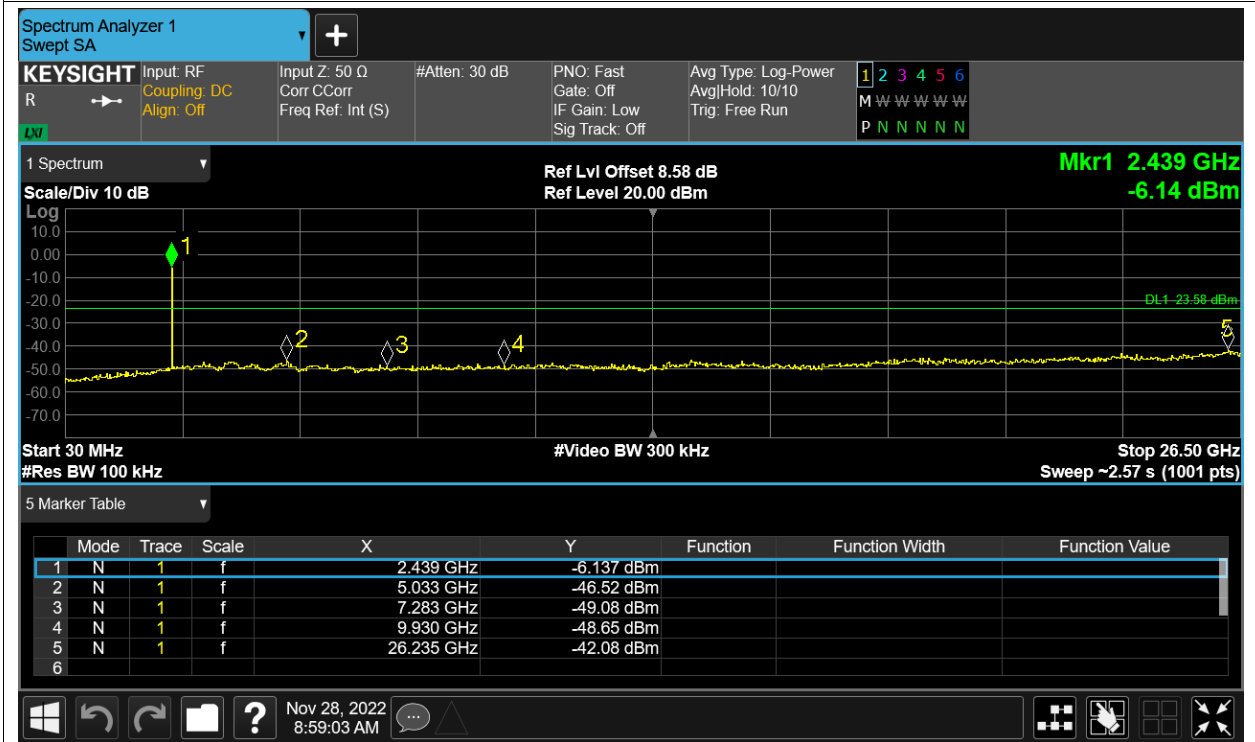 Spectrum Analyzer 1
Swept SA
+
KEYSIGHT
R
LXI
Input: RF
Coupling: DC
Align: Off
Input Z: 50 Ω
Corr CCorr
Freq Ref: Int (S)
#Atten: 30 dB
PNO: Fast
Gate: Off
IF Gain: Low
Sig Track: Off
Avg Type: Log-Power
Avg|Hold: 10/10
Trig: Free Run
1 2 3 4 5 6
M W W W W W
P N N N N N
1 Spectrum
Scale/Div 10 dB
Ref Lvl Offset 8.58 dB
Ref Level 20.00 dBm
Mkr1 2.439 GHz
-6.14 dBm
Log
10.0
0.00
-10.0
-20.0
-30.0
-40.0
-50.0
-60.0
-70.0
1
2
3
4
5
DL1 -23.58 dBm
Start 30 MHz
#Video BW 300 kHz
Stop 26.50 GHz
#Res BW 100 kHz
Sweep ~2.57 s (1001 pts)
5 Marker Table
Mode Trace Scale X Y Function Function Width Function Value
1 N 1 f 2.439 GHz -6.137 dBm
2 N 1 f 5.033 GHz -46.52 dBm
3 N 1 f 7.283 GHz -49.08 dBm
4 N 1 f 9.930 GHz -48.65 dBm
5 N 1 f 26.235 GHz -42.08 dBm
6
?
Nov 28, 2022
8:59:03 AM